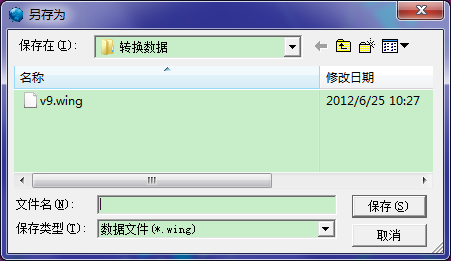 另存为
保存在(I):
转换数据
名称
修改日期
v9.wing
2012/6/25 10:27
文件名(N):
保存(S)
保存类型(T):
数据文件(*.wing)
取消